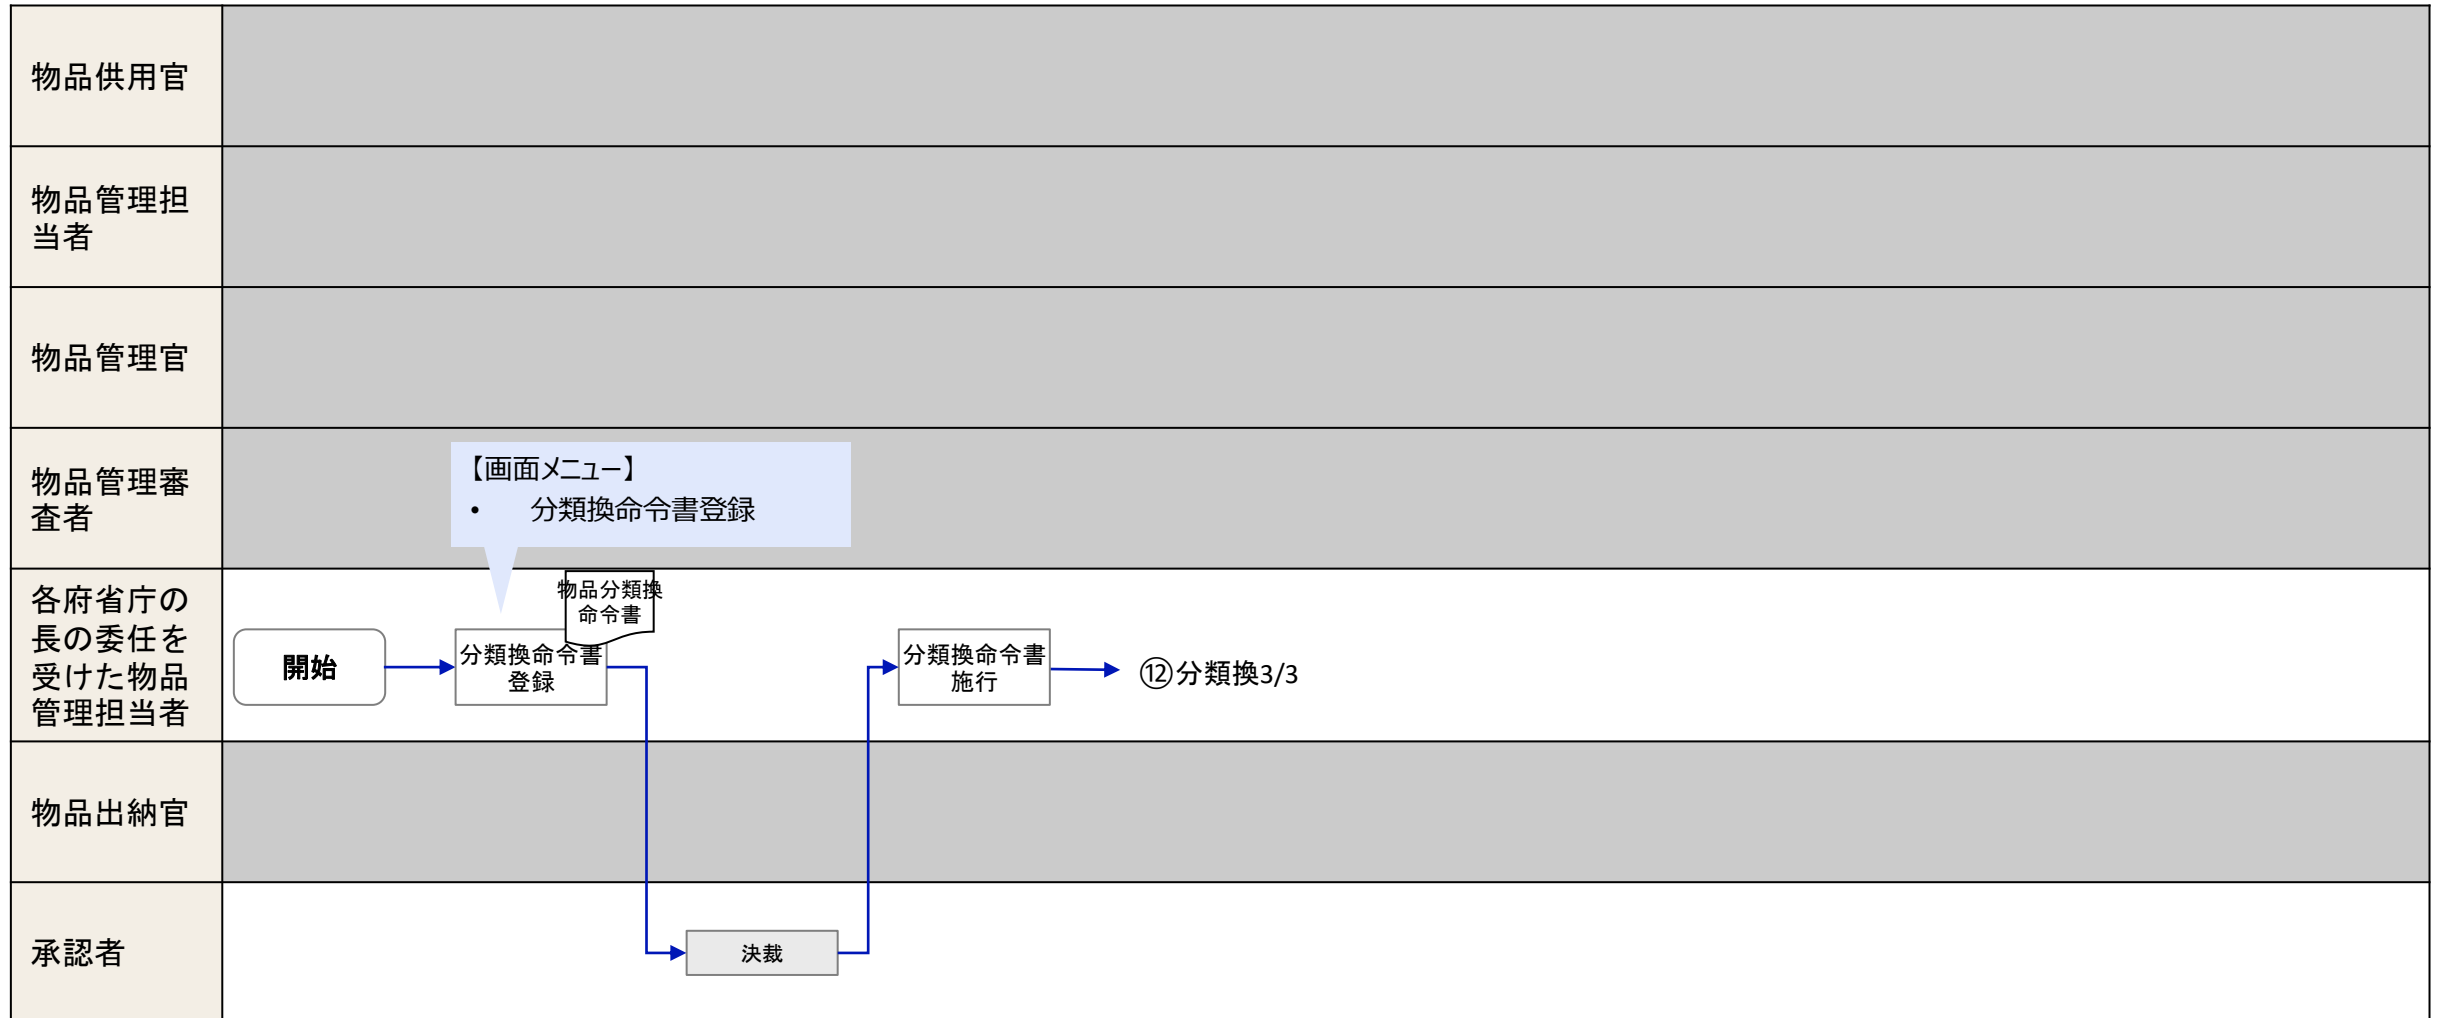 物品供用官
物品管理担
当者
物品管理官
物品管理審
査者
【画面メニュー】
• 分類換命令書登録
各府省庁の
長の委任を
受けた物品
管理担当者
開始
物品分類換
命令書
分類換命令書
登録
分類換命令書
施行
⑫分類換3/3
物品出納官
承認者
決裁